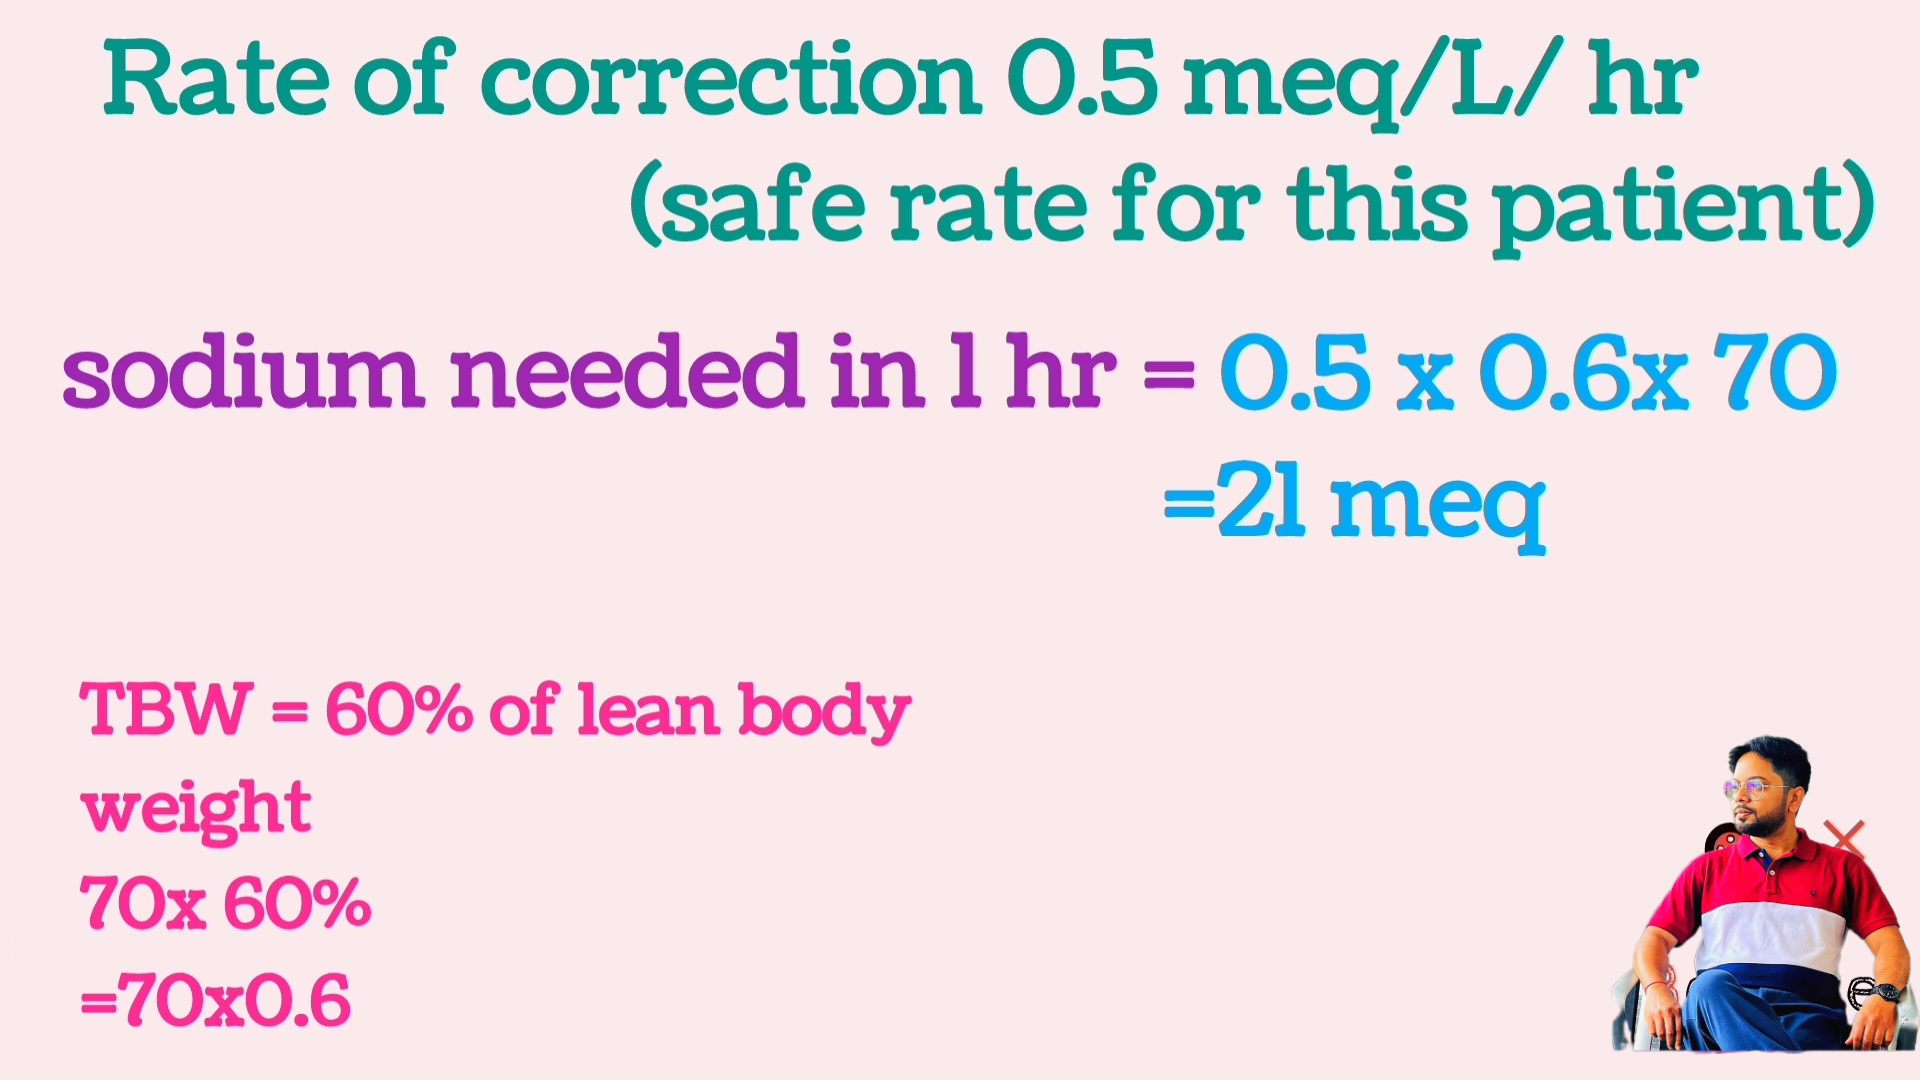 Rate of correction 0.5 meq/L/ hr
(safe rate for this patient)
sodium needed in 1 hr = 0.5 x 0.6x 70
=21 meq
TBW = 60% of lean body
weight
70x 60%
=70x0.6